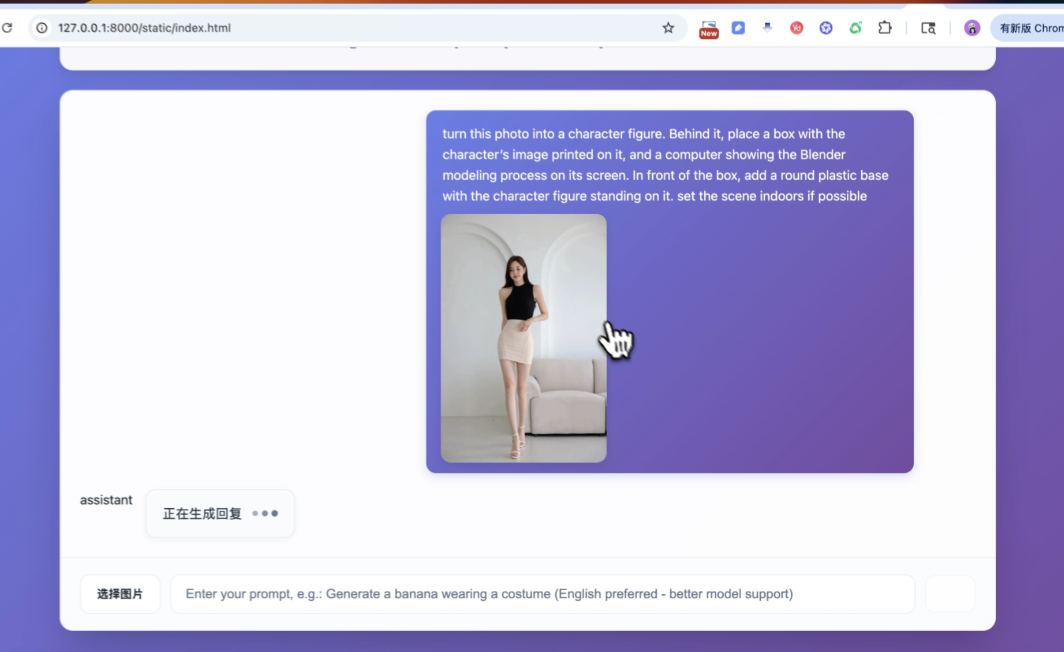 127.0.0.1:8000/static/index.html
New
有新版 Chrom
turn this photo into a character figure. Behind it, place a box with the
character's image printed on it, and a computer showing the Blender
modeling process on its screen. In front of the box, add a round plastic base
with the character figure standing on it. set the scene indoors if possible
assistant
正在生成回复
选择图片
Enter your prompt, e.g.: Generate a banana wearing a costume (English preferred - better model support)